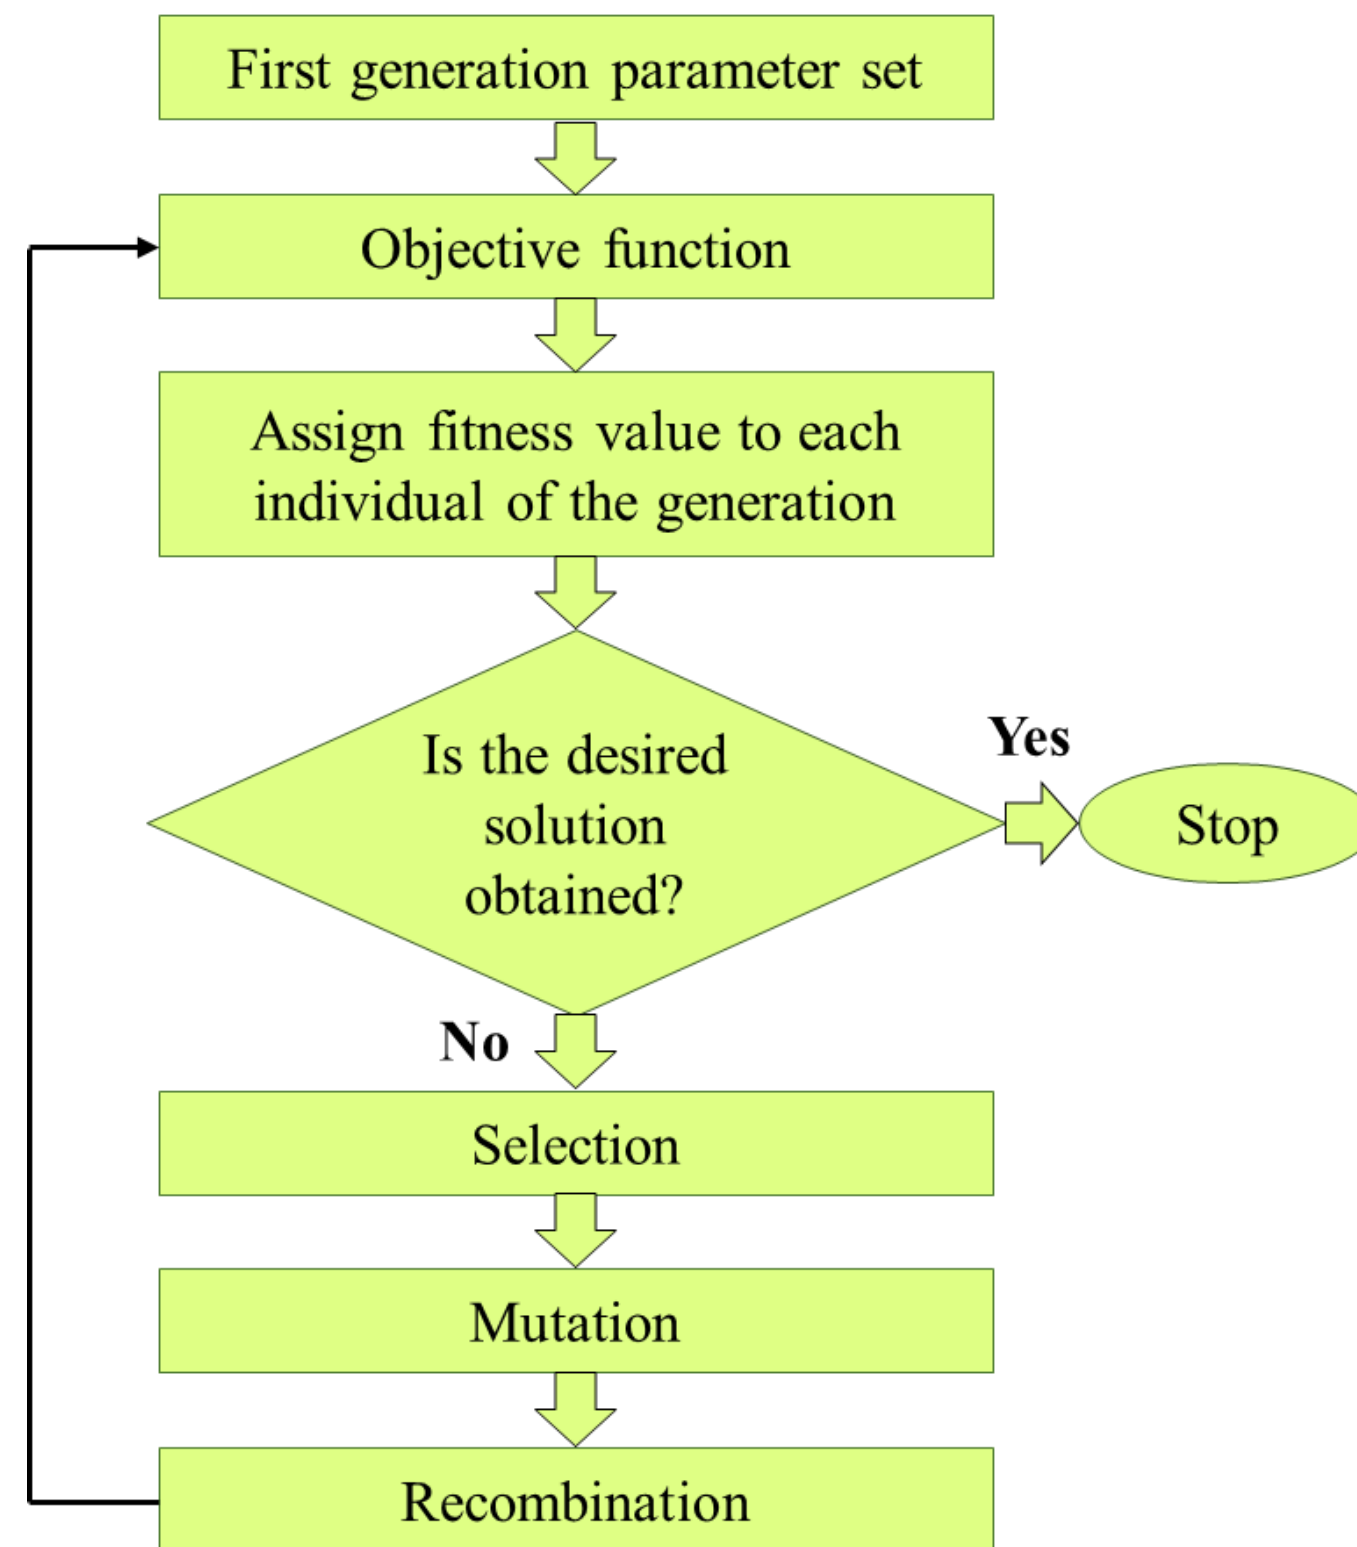 First generation parameter set
Objective function
Assign fitness value to each
individual of the generation
Is the desired
solution
obtained?
Yes
Stop
No
Selection
Mutation
Recombination